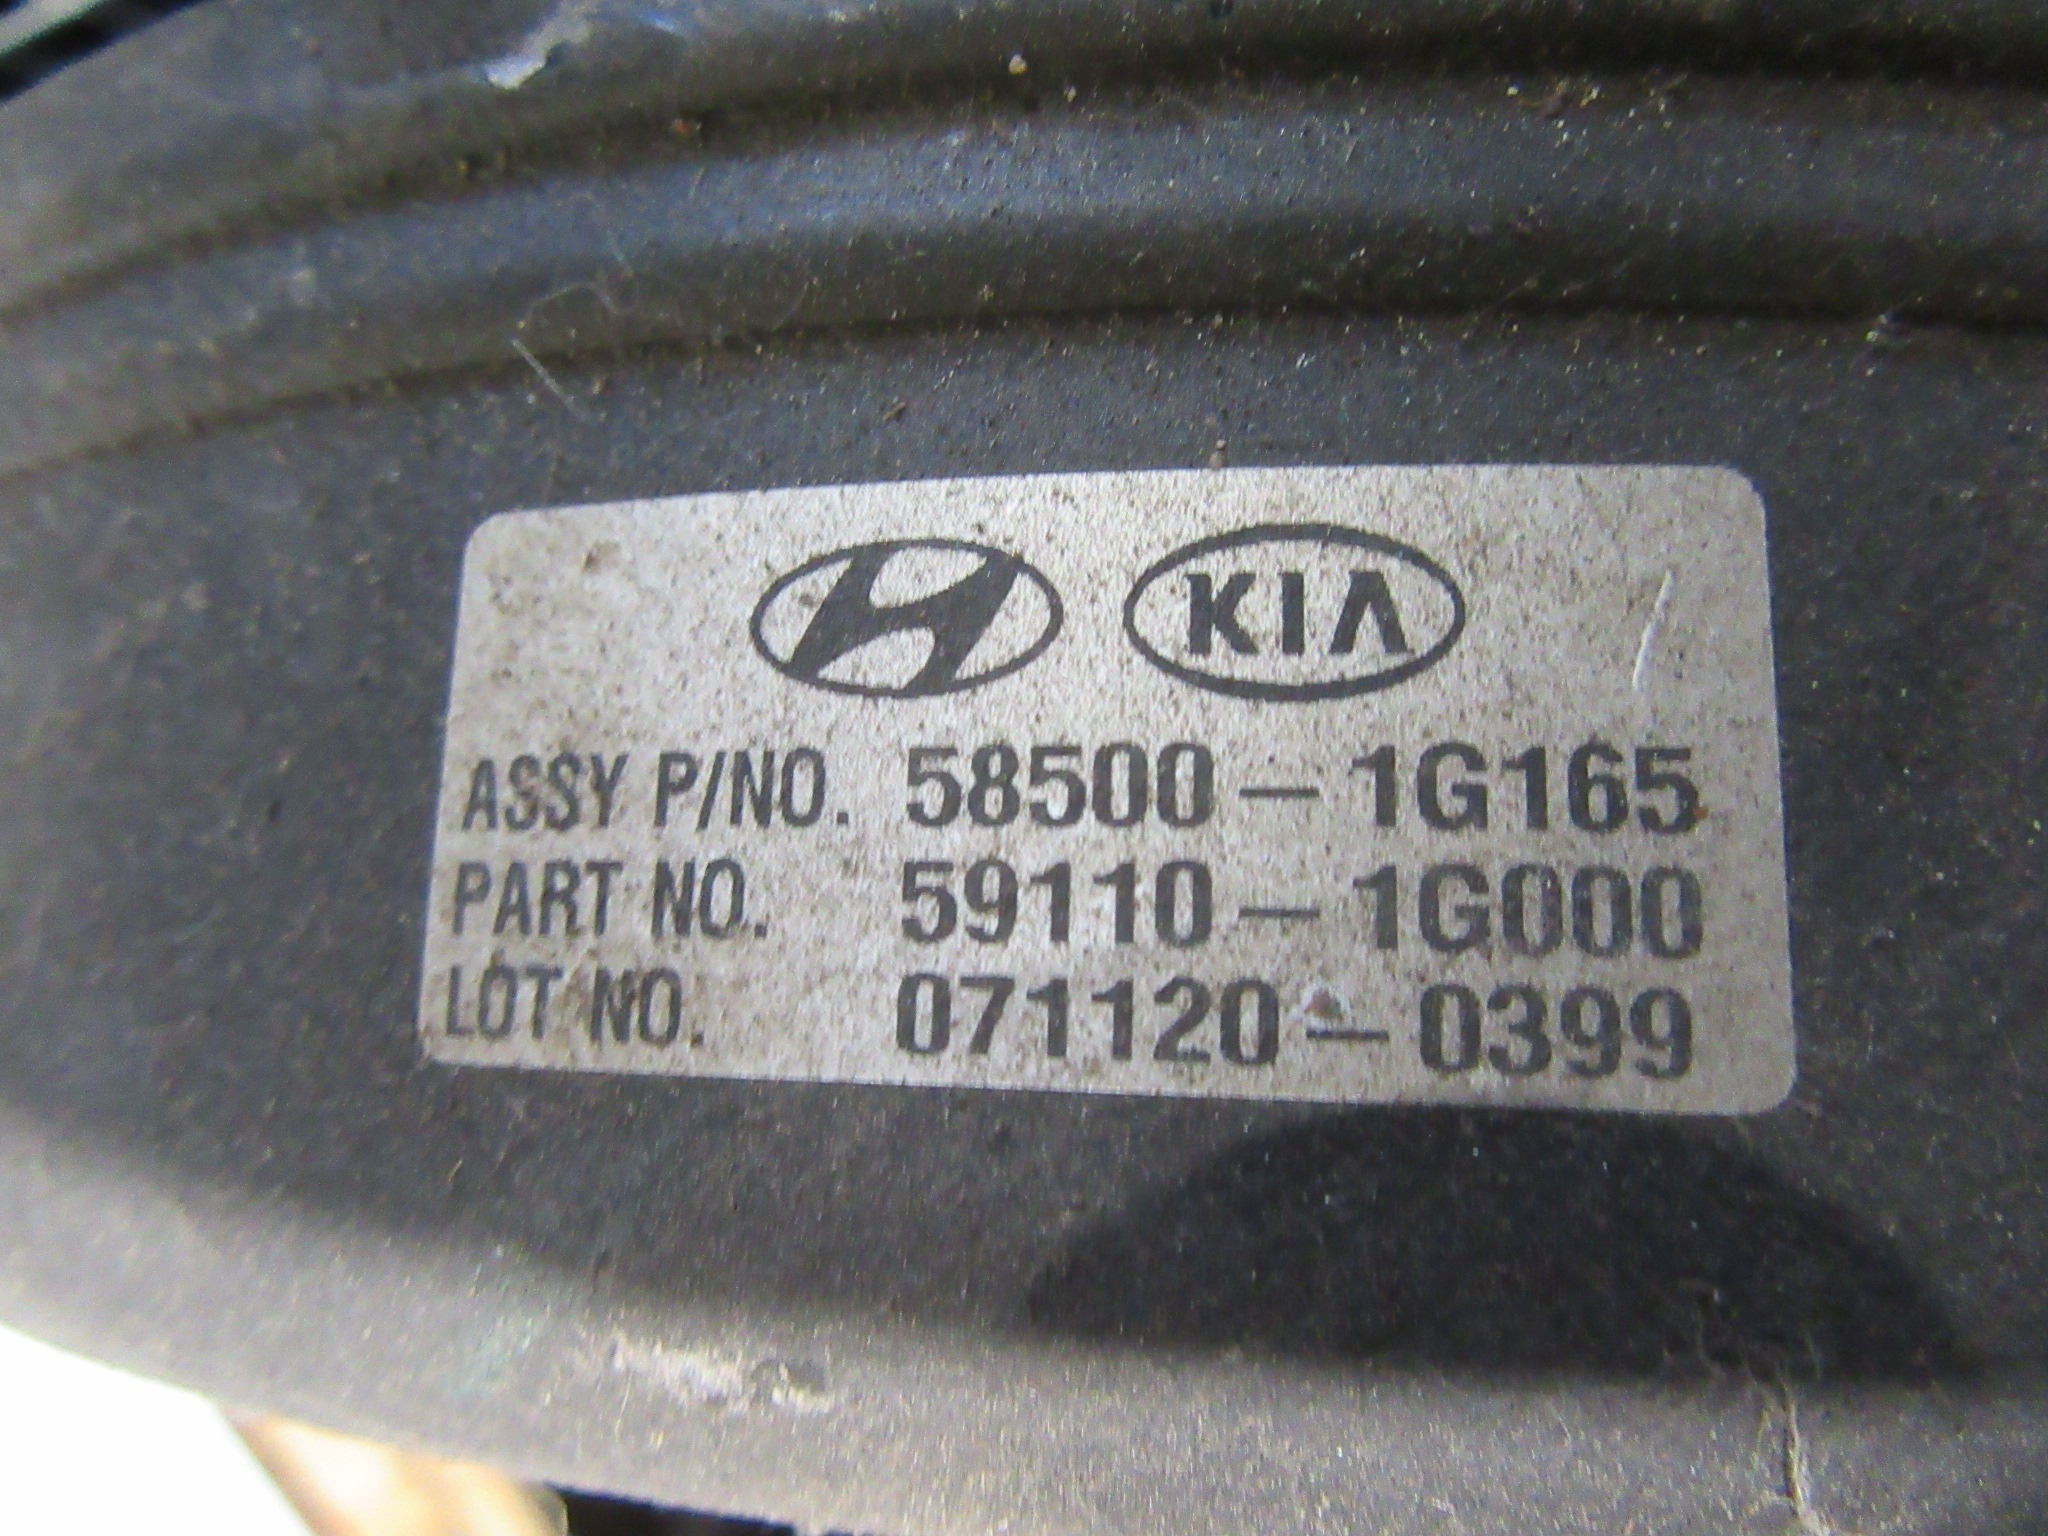 KIA
ASSY P/NO. 58500-1G165
PART NO. 59110-1G000
LOT NO. 071120-0399